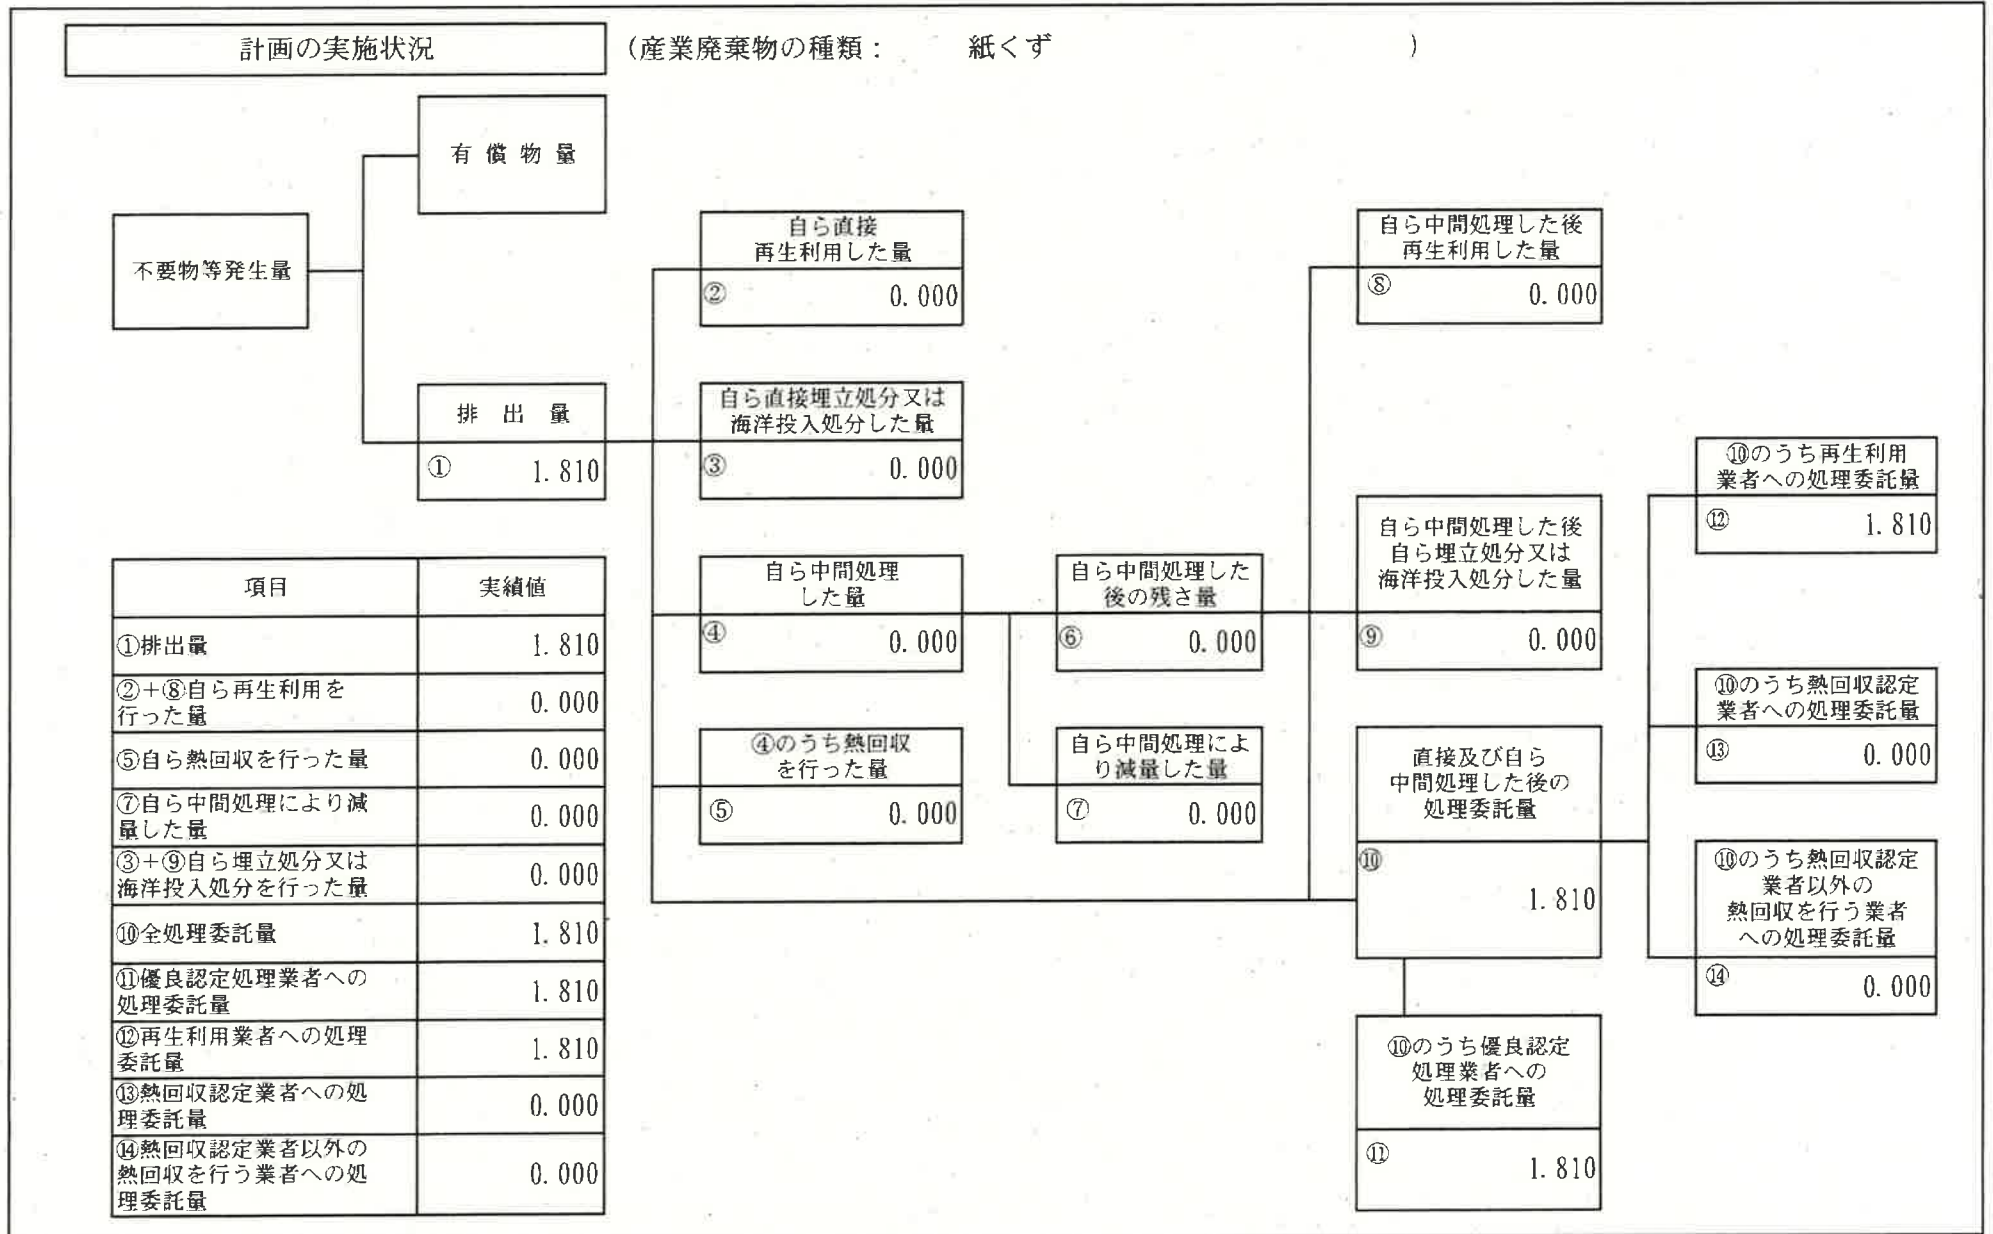 計画の実施状況
（産業廃棄物の種類： 紙くず ）
有償物量
不要物等発生量
排出量
① 1.810
自ら直接
再生利用した量
② 0.000
自ら直接埋立処分又は
海洋投入処分した量
③ 0.000
自ら中間処理
した量
④ 0.000
④のうち熱回収
を行った量
⑤ 0.000
自ら中間処理した
後の残さ量
⑥ 0.000
自ら中間処理によ
り減量した量
⑦ 0.000
自ら中間処理した後
再生利用した量
⑧ 0.000
自ら中間処理した後
自ら埋立処分又は
海洋投入処分した量
⑨ 0.000
直接及び自ら
中間処理した後の
処理委託量
⑩
1.810
⑩のうち優良認定
処理業者への
処理委託量
⑪ 1.810
⑩のうち再生利用
業者への処理委託量
⑫ 1.810
⑩のうち熱回収認定
業者への処理委託量
⑬ 0.000
⑩のうち熱回収認定
業者以外の
熱回収を行う業者
への処理委託量
⑭ 0.000
項目 実績値
①排出量 1.810
②+⑧自ら再生利用を
行った量 0.000
⑤自ら熱回収を行った量 0.000
⑦自ら中間処理により減
量した量 0.000
③+⑨自ら埋立処分又は
海洋投入処分を行った量 0.000
⑩全処理委託量 1.810
⑪優良認定処理業者への
処理委託量 1.810
⑫再生利用業者への処理
委託量 1.810
⑬熱回収認定業者への処
理委託量 0.000
⑭熱回収認定業者以外の
熱回収を行う業者への処
理委託量 0.000